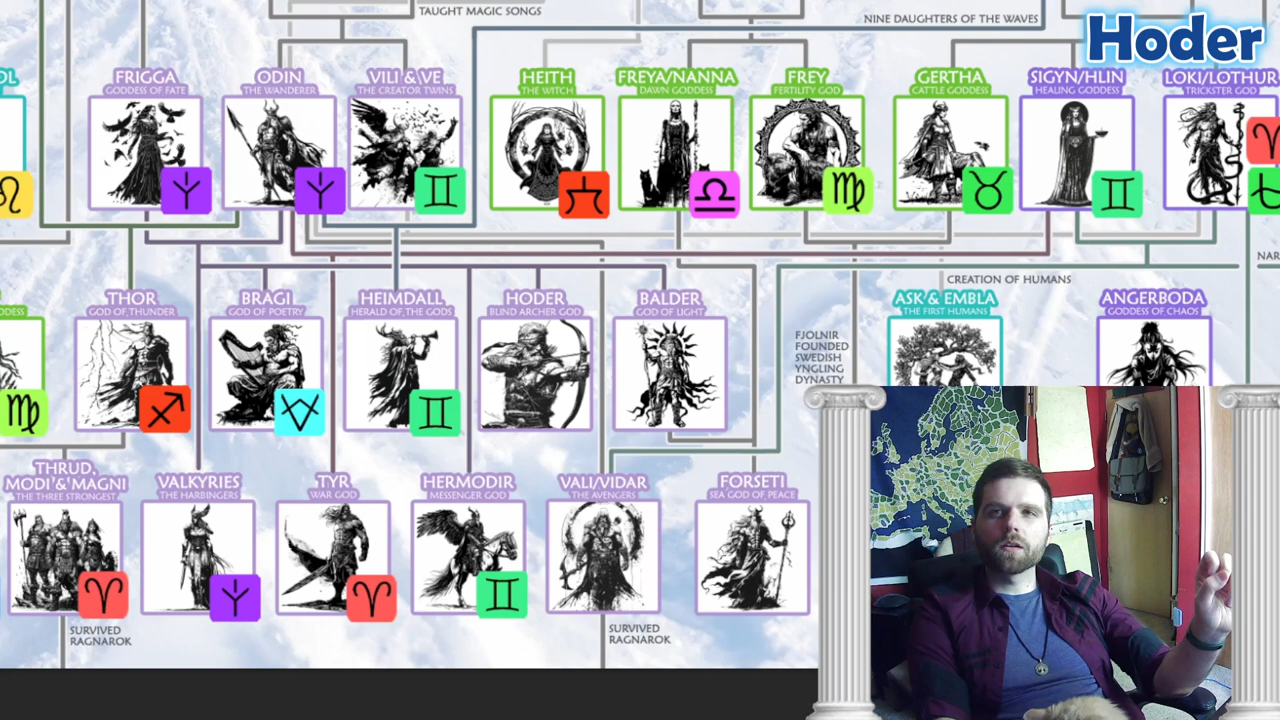 TAUGHT MAGIC SONGS
NINE DAUGHTERS OF THE WAVES
Hoder
OL
FRIGGA
GODDESS OF FATE
ODIN
THE WANDERER
VILI & VE
THE CREATOR TWINS
HEITH
THE WITCH
FREYA/NANNA
DAWN GODDESS
FREY
FERTILITY GOD
GERTHA
CATTLE GODDESS
SIGYN/HLIN
HEALING GODDESS
LOKI/LOTHUR
TRICKSTER GOD
NAR
CREATION OF HUMANS
DDESS
THOR
GOD OF THUNDER
BRAGI
GOD OF POETRY
HEIMDALL
HERALD OF THE GODS
HODER
BLIND ARCHER GOD
BALDER
GOD OF LIGHT
ASK & EMBLA
THE FIRST HUMANS
ANGERBODA
GODDESS OF CHAOS
FJOLNIR
FOUNDED
SWEDISH
YNGLING
DYNASTY
THRUD,
MODI & MAGNI
THE THREE STRONGEST
VALKYRIES
THE HARBINGERS
TYR
WAR GOD
HERMODIR
MESSENGER GOD
VALI/VIDAR
THE AVENGERS
FORSETI
SEA GOD OF PEACE
SURVIVED
RAGNAROK
SURVIVED
RAGNAROK